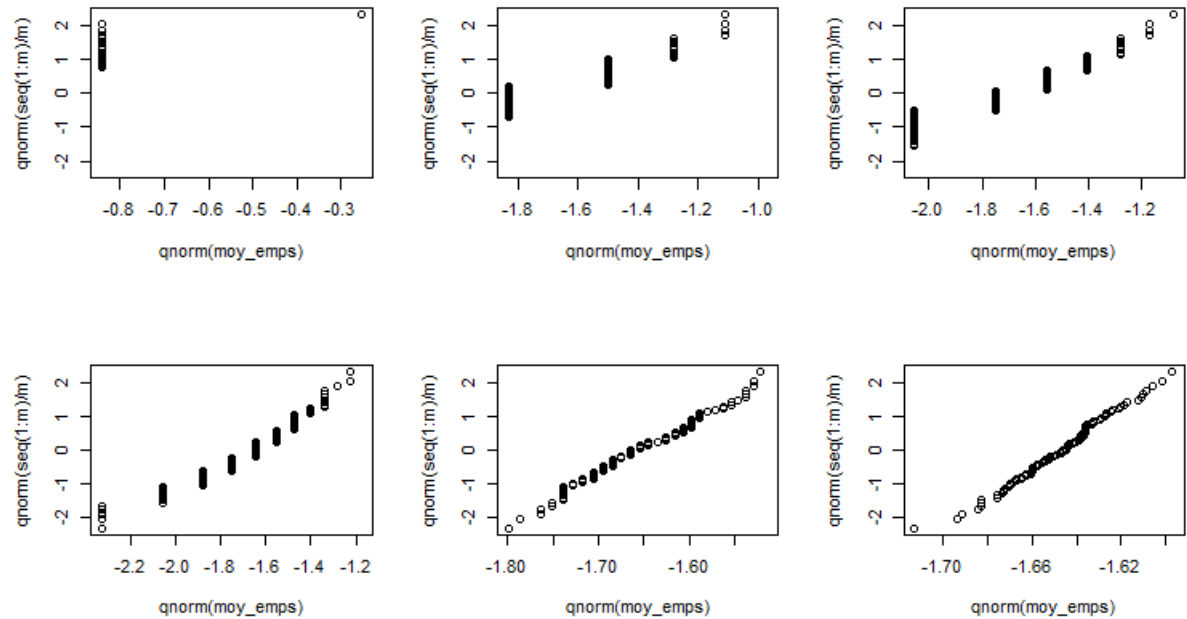 qnorm(seq(1:m)/m)
2
1
0
-1
-2
-0.8 -0.7 -0.6 -0.5 -0.4 -0.3
qnorm(moy_emps)
qnorm(seq(1:m)/m)
2
1
0
-1
-2
-1.8 -1.6 -1.4 -1.2 -1.0
qnorm(moy_emps)
qnorm(seq(1:m)/m)
2
1
0
-1
-2
-2.0 -1.8 -1.6 -1.4 -1.2
qnorm(moy_emps)
qnorm(seq(1:m)/m)
2
1
0
-1
-2
-2.2 -2.0 -1.8 -1.6 -1.4 -1.2
qnorm(moy_emps)
qnorm(seq(1:m)/m)
2
1
0
-1
-2
-1.80 -1.70 -1.60
qnorm(moy_emps)
qnorm(seq(1:m)/m)
2
1
0
-1
-2
-1.70 -1.66 -1.62
qnorm(moy_emps)